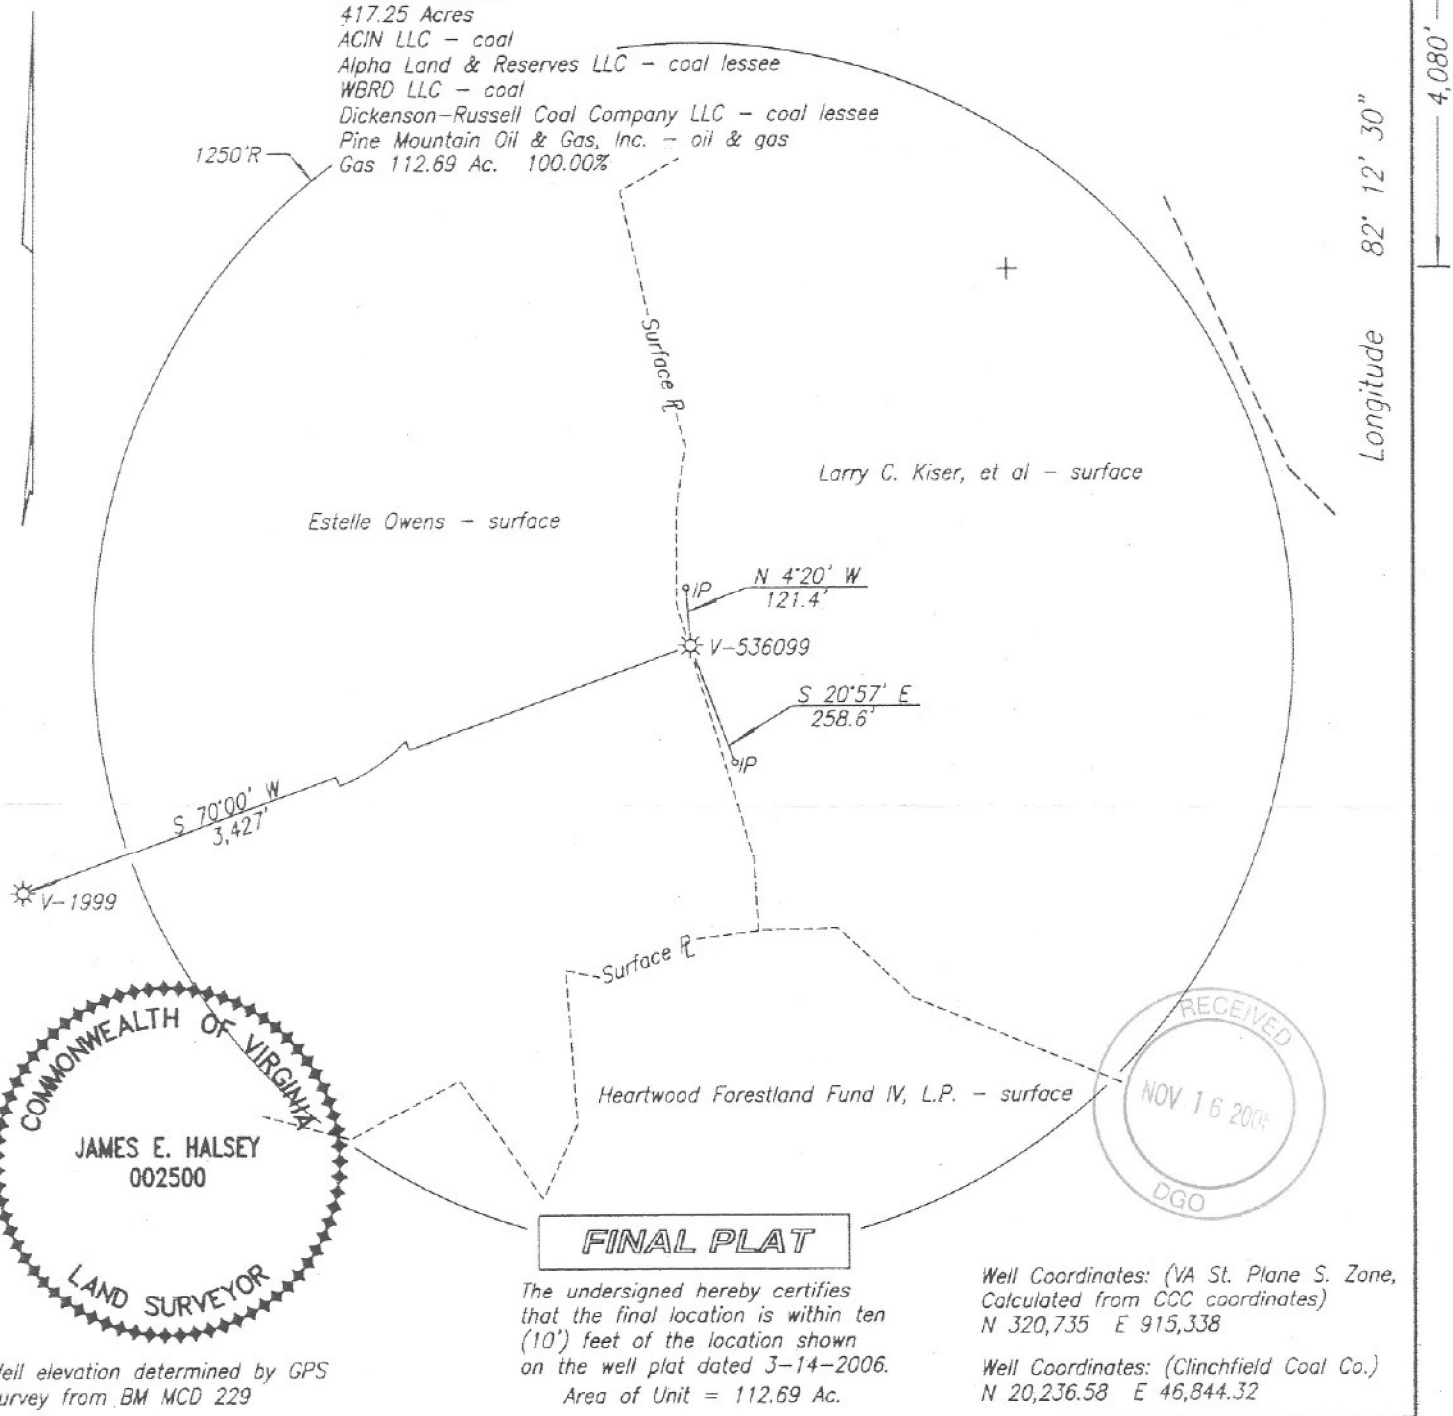 417.25 Acres
ACIN LLC - coal
Alpha Land & Reserves LLC - coal lessee
WBRD LLC - coal
Dickenson-Russell Coal Company LLC - coal lessee
Pine Mountain Oil & Gas, Inc. - oil & gas
Gas 112.69 Ac. 100.00%
1250'R
4,080'
Longitude 82° 12' 30"
Surface PL
Larry C. Kiser, et al - surface
Estelle Owens - surface
IP
N 4°20' W
121.4'
V-536099
S 20°57' E
258.6'
IP
S 70°00' W
3,427'
V-1999
Surface PL
Heartwood Forestland Fund IV, L.P. - surface
COMMONWEALTH OF VIRGINIA
JAMES E. HALSEY
002500
LAND SURVEYOR
RECEIVED
NOV 16 200
DGO
FINAL PLAT
The undersigned hereby certifies
that the final location is within ten
(10') feet of the location shown
on the well plat dated 3-14-2006.
Area of Unit = 112.69 Ac.
Well Coordinates: (VA St. Plane S. Zone,
Calculated from CCC coordinates)
N 320,735 E 915,338
Well Coordinates: (Clinchfield Coal Co.)
N 20,236.58 E 46,844.32
ell elevation determined by GPS
urvey from BM MCD 229